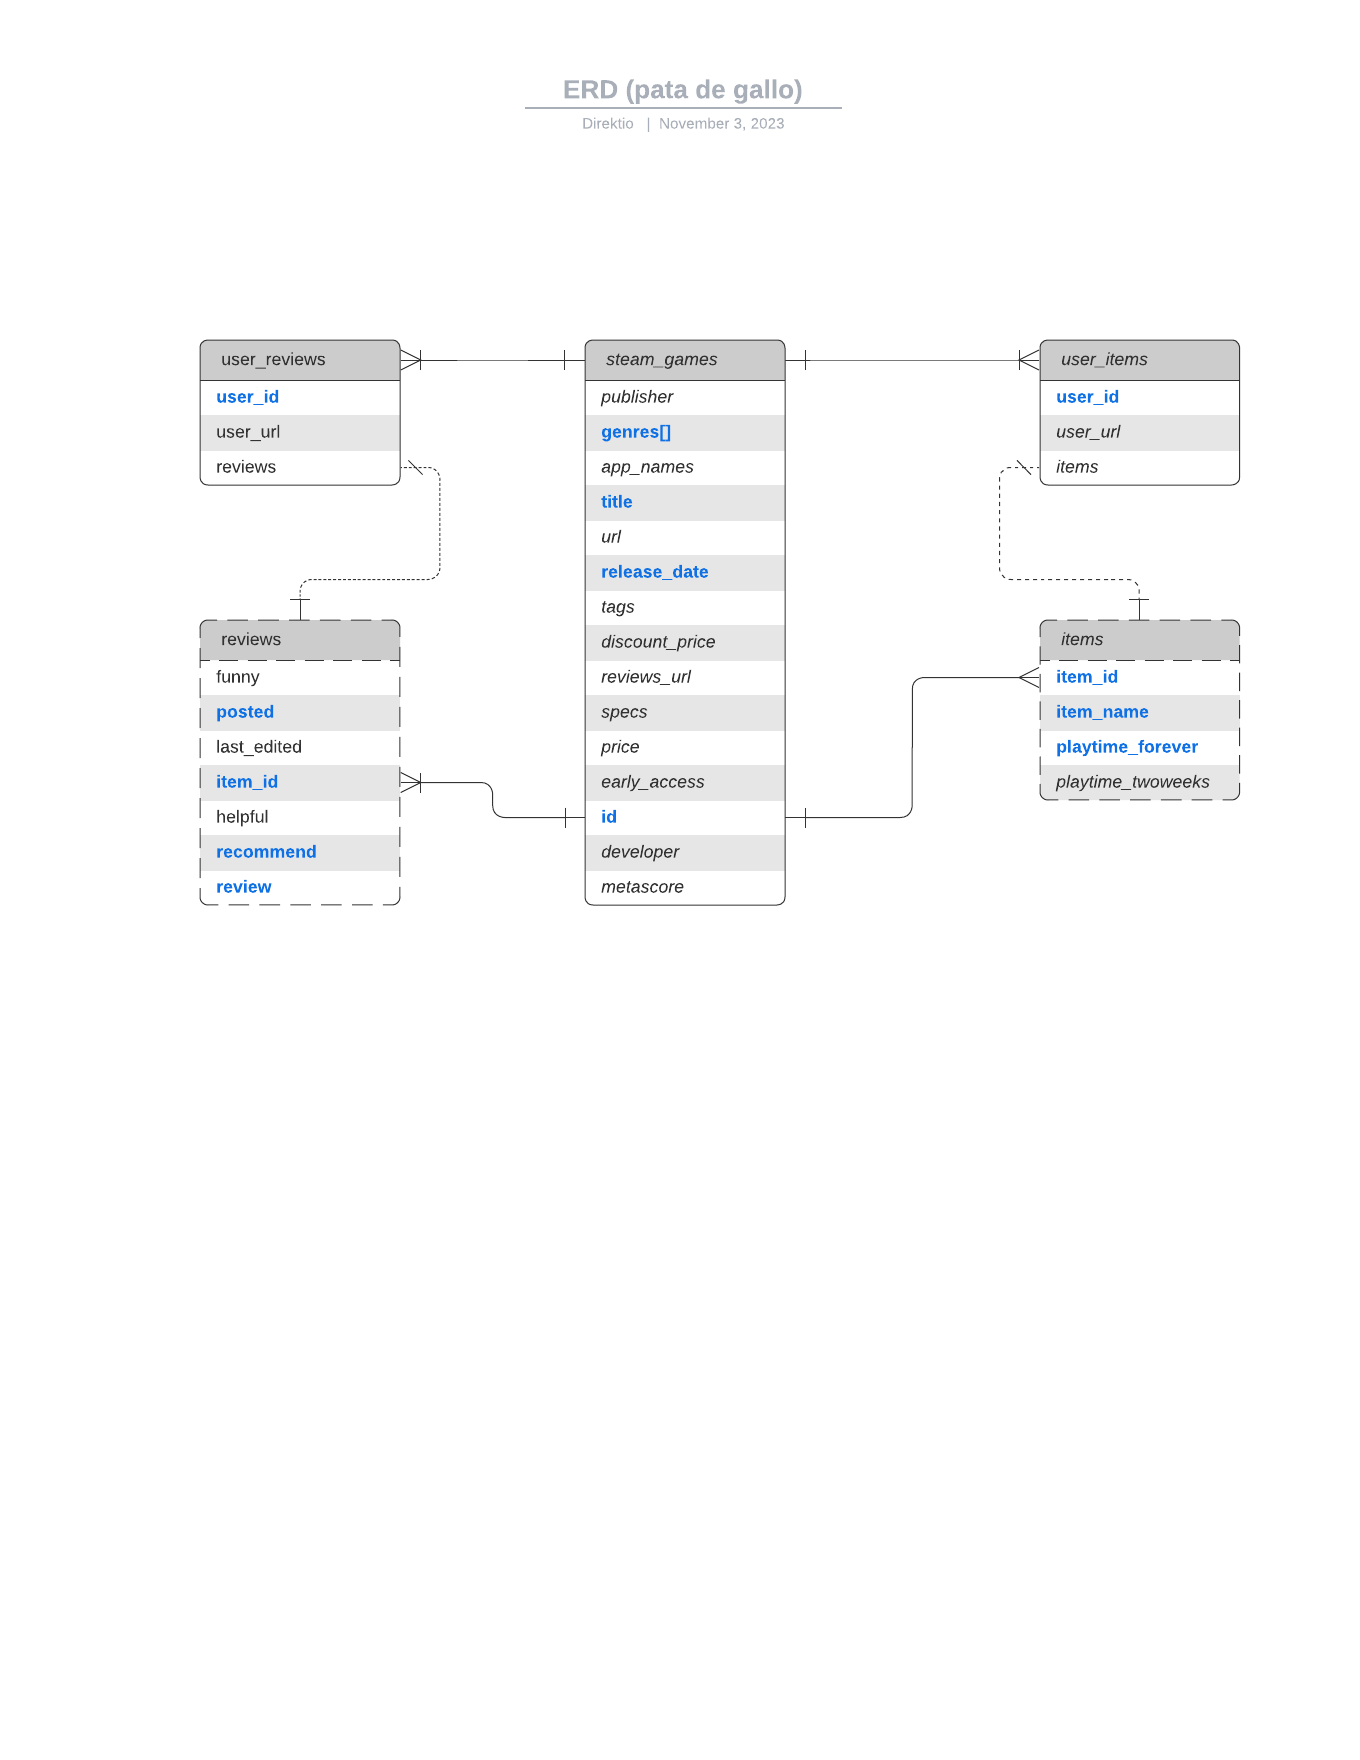 ERD (pata de gallo)
Direktio | November 3, 2023
user_reviews
user_id
user_url
reviews
steam_games
publisher
genres[]
app_names
title
url
release_date
tags
discount_price
reviews_url
specs
price
early_access
id
developer
metascore
user_items
user_id
user_url
items
reviews
funny
posted
last_edited
item_id
helpful
recommend
review
items
item_id
item_name
playtime_forever
playtime_twoweeks